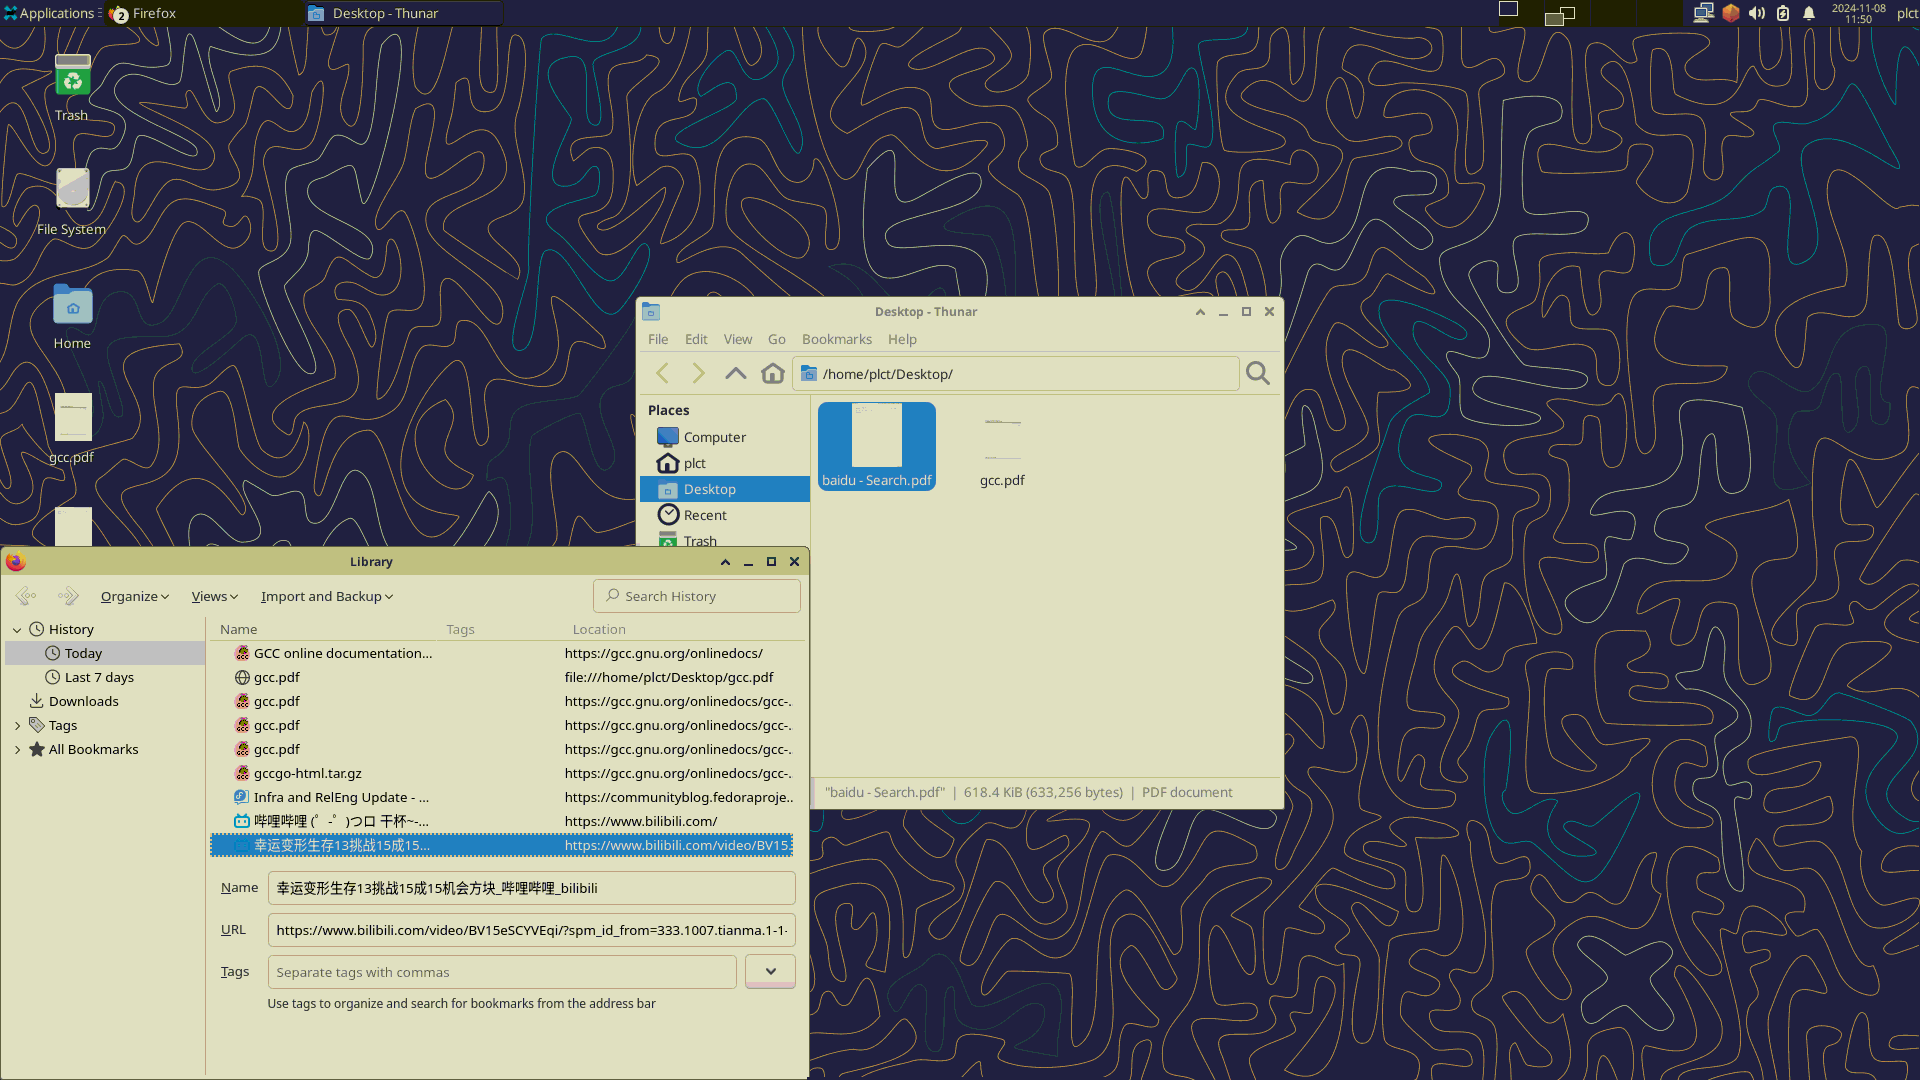 Applications
2 Firefox
Desktop - Thunar
2024-11-08
11:50
plct
Trash
File System
Home
gcc.pdf
Desktop - Thunar
File Edit View Go Bookmarks Help
/home/plct/Desktop/
Places
Computer
plct
Desktop
Recent
Trash
baidu - Search.pdf
gcc.pdf
"baidu - Search.pdf" | 618.4 KiB (633,256 bytes) | PDF document
Library
Organize Views Import and Backup Search History
History
Today
Last 7 days
Downloads
Tags
All Bookmarks
Name Tags Location
GCC online documentation... https://gcc.gnu.org/onlinedocs/
gcc.pdf file:///home/plct/Desktop/gcc.pdf
gcc.pdf https://gcc.gnu.org/onlinedocs/gcc-..
gcc.pdf https://gcc.gnu.org/onlinedocs/gcc-..
gcc.pdf https://gcc.gnu.org/onlinedocs/gcc-..
gccgo-html.tar.gz https://gcc.gnu.org/onlinedocs/gcc-..
Infra and RelEng Update - ... https://communityblog.fedoraproje..
哔哩哔哩 (゜-゜)つロ 干杯~-... https://www.bilibili.com/
幸运变形生存13挑战15成15... https://www.bilibili.com/video/BV15.
Name 幸运变形生存13挑战15成15机会方块_哔哩哔哩_bilibili
URL https://www.bilibili.com/video/BV15eSCYVEqi/?spm_id_from=333.1007.tianma.1-1-
Tags Separate tags with commas
Use tags to organize and search for bookmarks from the address bar